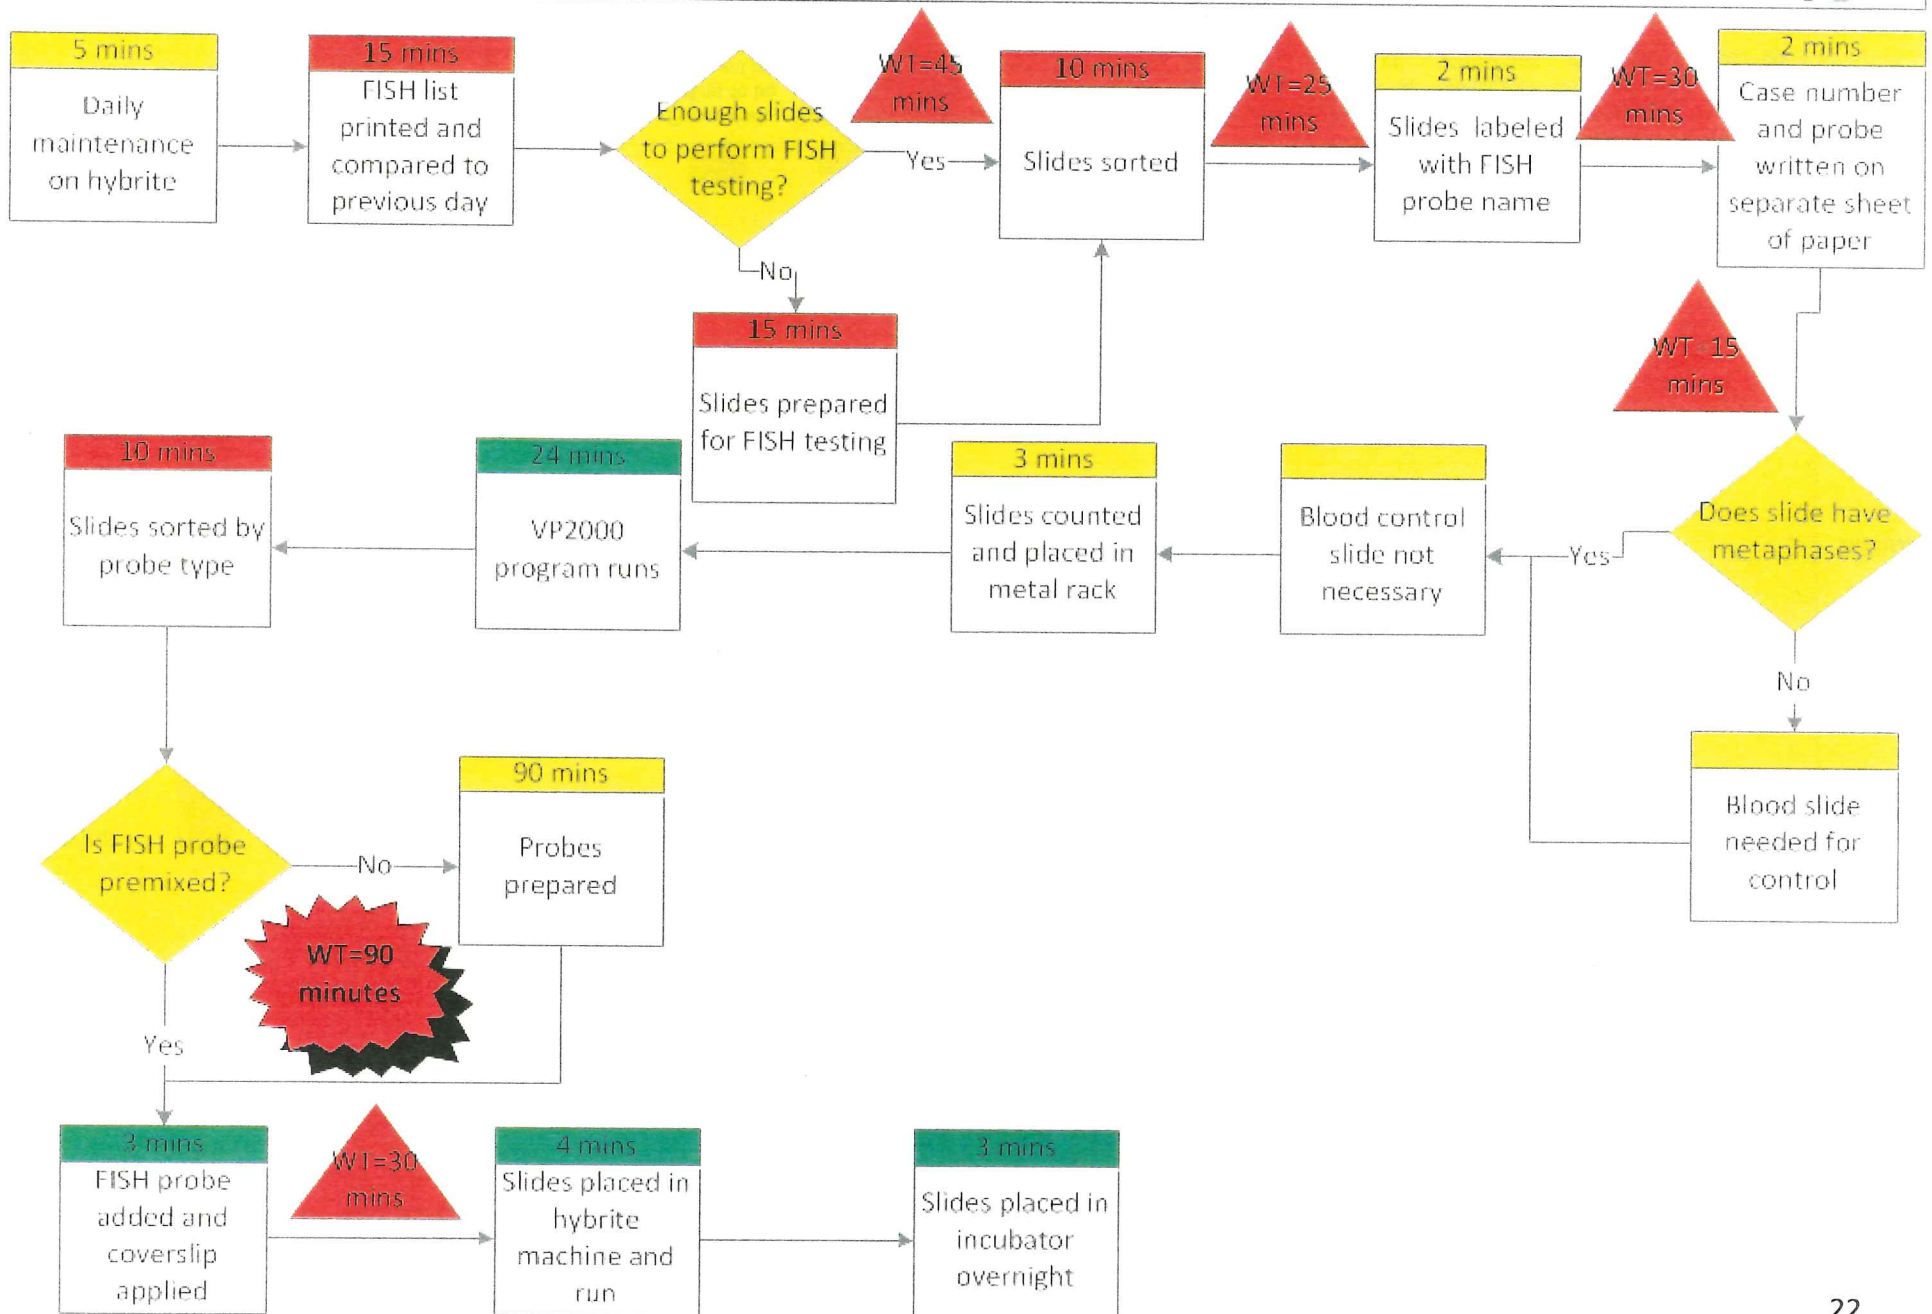 5 mins
Daily
maintenance
on hybrite
15 mins
FISH list
printed and
compared to
previous day
Enough slides
to perform FISH
testing?
Yes
WT=45
mins
10 mins
Slides sorted
WT=25
mins
2 mins
Slides labeled
with FISH
probe name
WT=30
mins
2 mins
Case number
and probe
written on
separate sheet
of paper
No
15 mins
Slides prepared
for FISH testing
WT=15
mins
Does slide have
metaphases?
Yes
No
Blood slide
needed for
control
Blood control
slide not
necessary
3 mins
Slides counted
and placed in
metal rack
24 mins
VP2000
program runs
10 mins
Slides sorted by
probe type
Is FISH probe
premixed?
No
90 mins
Probes
prepared
WT=90
minutes
Yes
3 mins
FISH probe
added and
coverslip
applied
WT=30
mins
4 mins
Slides placed in
hybrite
machine and
run
3 mins
Slides placed in
incubator
overnight
22